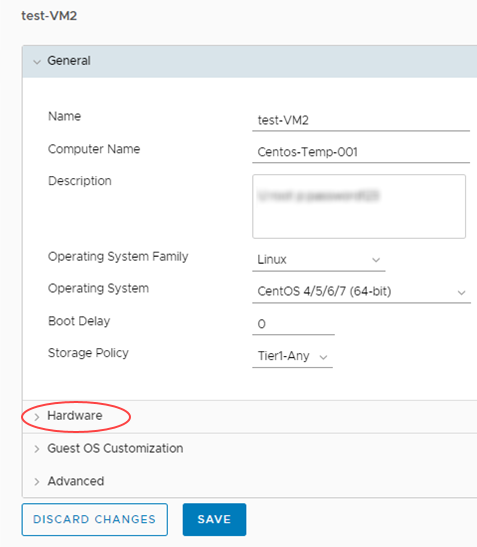 test-VM2
General
Name test-VM2
Computer Name Centos-Temp-001
Description
Operating System Family Linux
Operating System CentOS 4/5/6/7 (64-bit)
Boot Delay 0
Storage Policy Tier1-Any
Hardware
Guest OS Customization
Advanced
DISCARD CHANGES SAVE